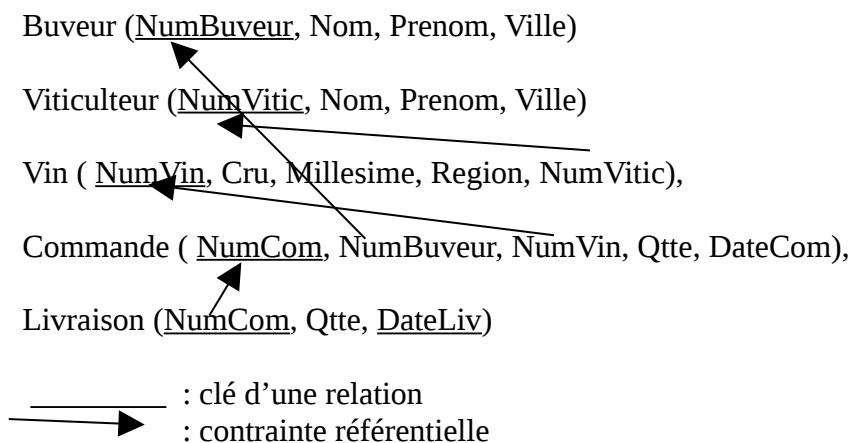 Buveur (NumBuveur, Nom, Prenom, Ville)
Viticulteur (NumVitic, Nom, Prenom, Ville)
Vin ( NumVin, Cru, Millesime, Region, NumVitic),
Commande ( NumCom, NumBuveur, NumVin, Qtte, DateCom),
Livraison (NumCom, Qtte, DateLiv)
: clé d’une relation
: contrainte référentielle